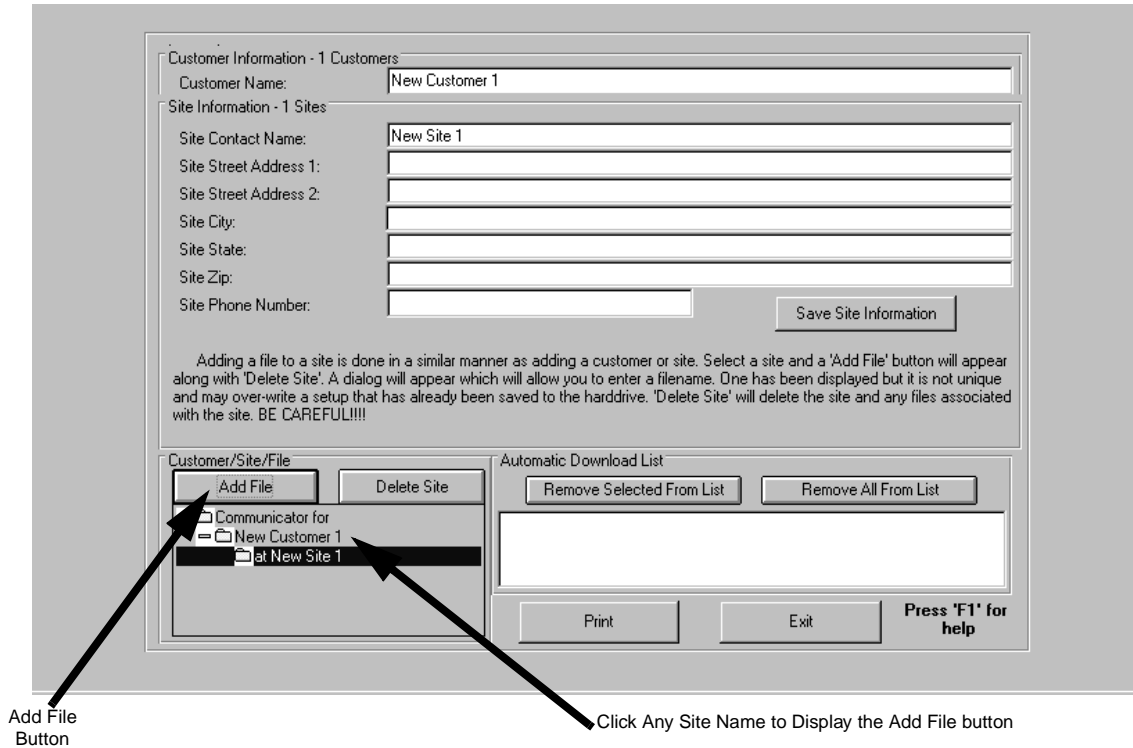 Customer Information - 1 Customers
Customer Name:
New Customer 1
Site Information - 1 Sites
Site Contact Name:
New Site 1
Site Street Address 1:
Site Street Address 2:
Site City:
Site State:
Site Zip:
Site Phone Number:
Save Site Information
Adding a file to a site is done in a similar manner as adding a customer or site. Select a site and a 'Add File' button will appear
along with 'Delete Site'. A dialog will appear which will allow you to enter a filename. One has been displayed but it is not unique
and may over-write a setup that has already been saved to the harddrive. 'Delete Site' will delete the site and any files associated
with the site. BE CAREFUL!!!!
Customer/Site/File
Add File
Delete Site
Communicator for
New Customer 1
at New Site 1
Automatic Download List
Remove Selected From List
Remove All From List
Print
Exit
Press 'F1' for
help
Add File
Button
Click Any Site Name to Display the Add File button